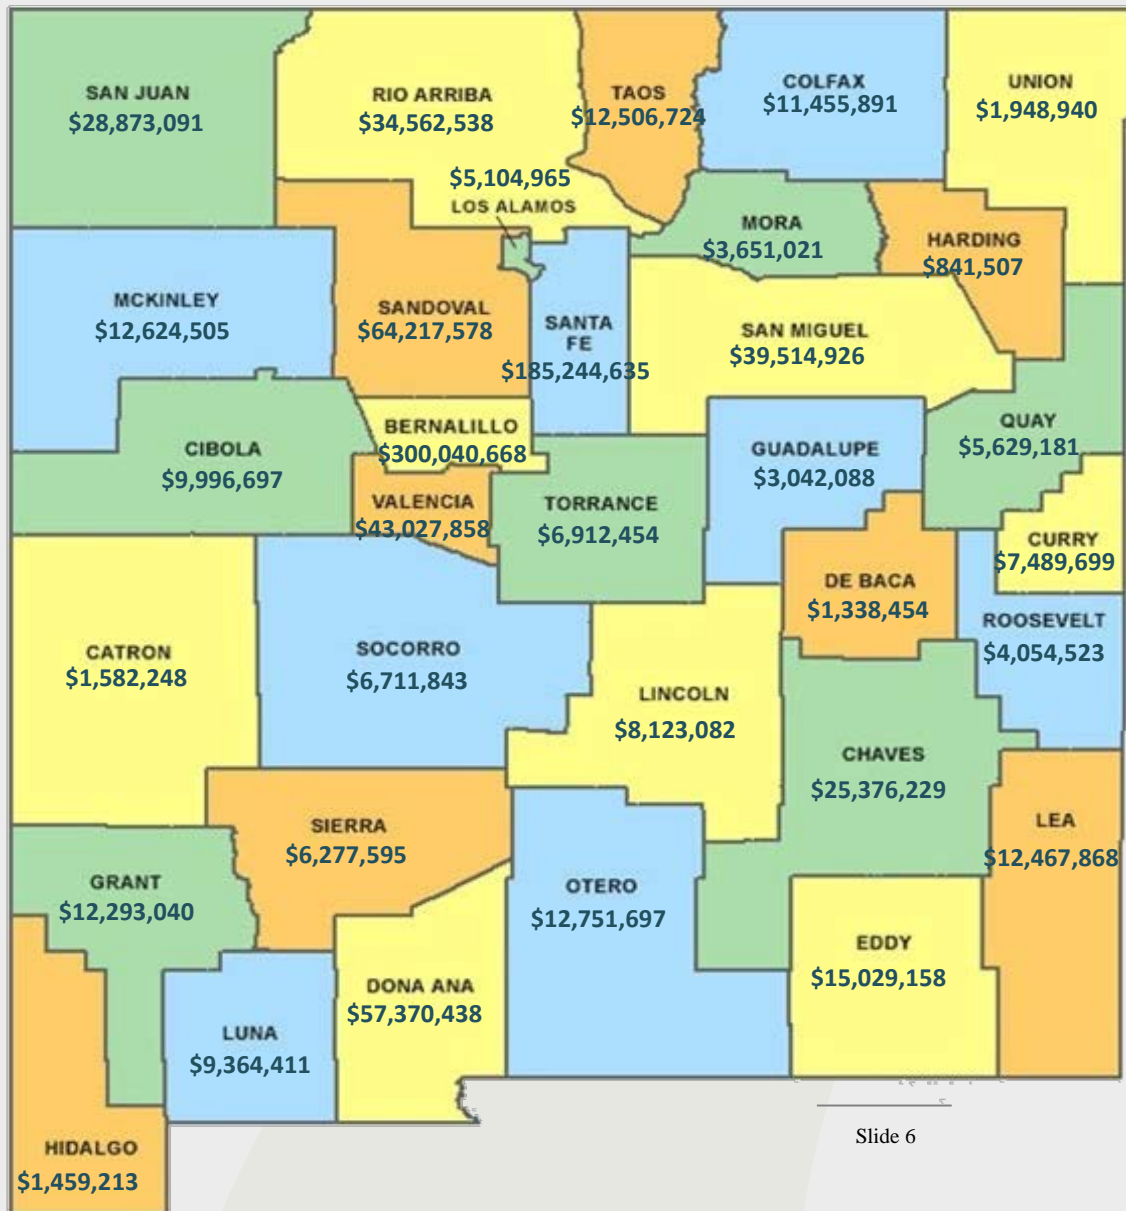 SAN JUAN
$28,873,091
RIO ARRIBA
$34,562,538
TAOS
$12,506,724
COLFAX
$11,455,891
UNION
$1,948,940
$5,104,965
LOS ALAMOS
MORA
$3,651,021
HARDING
$841,507
MCKINLEY
$12,624,505
SANDOVAL
$64,217,578
SANTA
FE
$185,244,635
SAN MIGUEL
$39,514,926
QUAY
$5,629,181
CIBOLA
$9,996,697
BERNALILLO
$300,040,668
GUADALUPE
$3,042,088
VALENCIA
$43,027,858
TORRANCE
$6,912,454
CURRY
$7,489,699
DE BACA
$1,338,454
ROOSEVELT
$4,054,523
CATRON
$1,582,248
SOCORRO
$6,711,843
LINCOLN
$8,123,082
CHAVES
$25,376,229
SIERRA
$6,277,595
LEA
$12,467,868
GRANT
$12,293,040
OTERO
$12,751,697
EDDY
$15,029,158
DONA ANA
$57,370,438
LUNA
$9,364,411
HIDALGO
$1,459,213
Slide 6